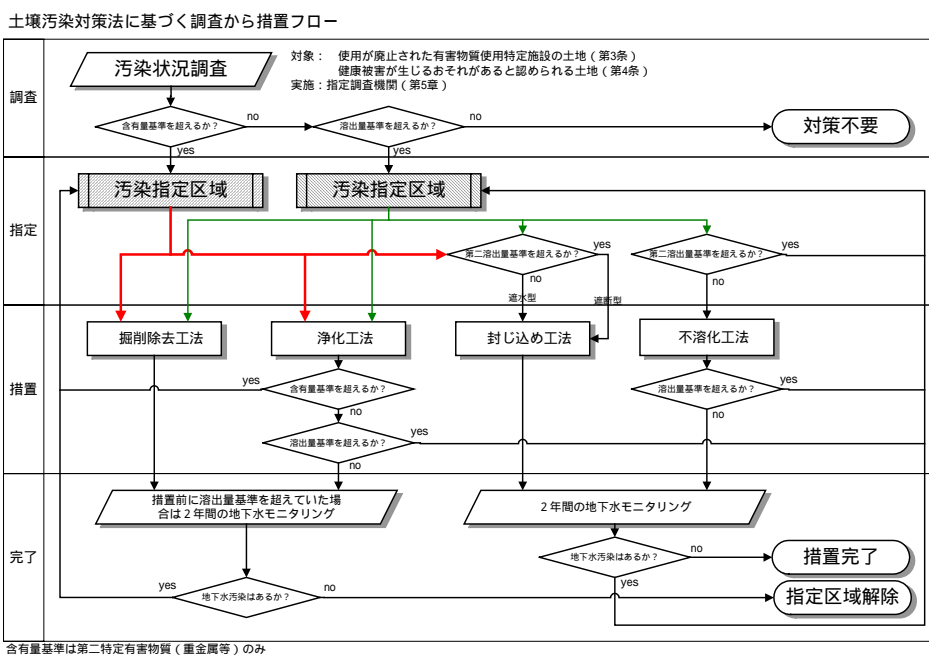 土壌汚染対策法に基づく調査から措置フロー
調査
汚染状況調査
対象： 使用が廃止された有害物質使用特定施設の土地（第3条）
健康被害が生じるおそれがあると認められる土地（第4条）
実施：指定調査機関（第5章）
含有量基準を超えるか？
no
溶出量基準を超えるか？
no
対策不要
yes
yes
指定
汚染指定区域
汚染指定区域
第二溶出量基準を超えるか？
yes
第二溶出量基準を超えるか？
yes
no
no
遮水型
遮断型
措置
掘削除去工法
浄化工法
封じ込め工法
不溶化工法
yes
含有量基準を超えるか？
no
溶出量基準を超えるか？
yes
no
溶出量基準を超えるか？
yes
no
完了
措置前に溶出量基準を超えていた場
合は２年間の地下水モニタリング
２年間の地下水モニタリング
地下水汚染はあるか？
no
措置完了
yes
yes
地下水汚染はあるか？
no
指定区域解除
含有量基準は第二特定有害物質（重金属等）のみ